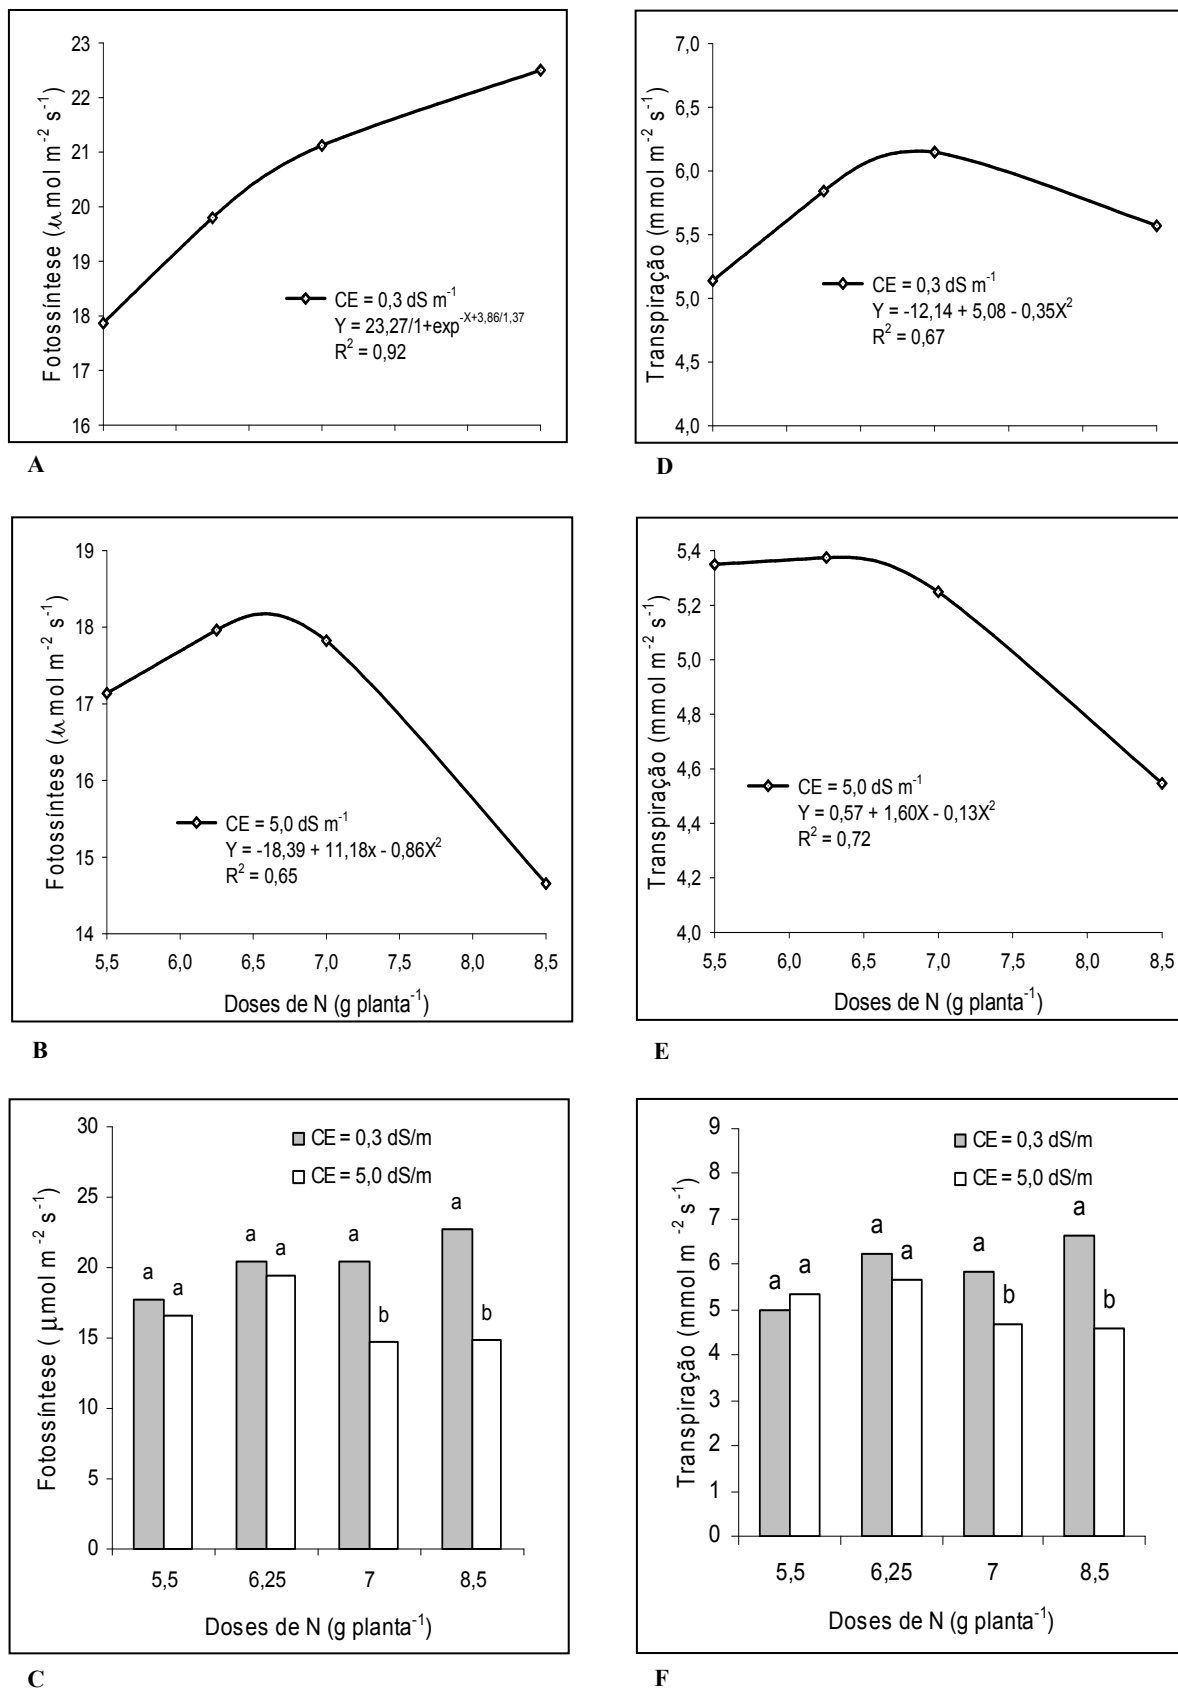 Fotossíntese (µmol m⁻² s⁻¹)
23
22
21
20
19
18
17
16
CE = 0,3 dS m⁻¹
Y = 23,27/1+exp⁻ˣ⁺³,⁸⁶/¹,³⁷
R² = 0,92
A
Transpiração (mmol m⁻² s⁻¹)
7,0
6,5
6,0
5,5
5,0
4,5
4,0
CE = 0,3 dS m⁻¹
Y = -12,14 + 5,08 - 0,35X²
R² = 0,67
D
Fotossíntese (µmol m⁻² s⁻¹)
19
18
17
16
15
14
CE = 5,0 dS m⁻¹
Y = -18,39 + 11,18x - 0,86X²
R² = 0,65
5,5 6,0 6,5 7,0 7,5 8,0 8,5
Doses de N (g planta⁻¹)
B
Transpiração (mmol m⁻² s⁻¹)
5,4
5,2
5,0
4,8
4,6
4,4
4,2
4,0
CE = 5,0 dS m⁻¹
Y = 0,57 + 1,60X - 0,13X²
R² = 0,72
5,5 6,0 6,5 7,0 7,5 8,0 8,5
Doses de N (g planta⁻¹)
E
Fotossíntese ( µmol m⁻² s⁻¹)
30
25
20
15
10
5
0
CE = 0,3 dS/m
CE = 5,0 dS/m
a a a a a b a b
5,5 6,25 7 8,5
Doses de N (g planta⁻¹)
C
Transpiração (mmol m⁻² s⁻¹)
9
8
7
6
5
4
3
2
1
0
CE = 0,3 dS/m
CE = 5,0 dS/m
a a a a a b a b
5,5 6,25 7 8,5
Doses de N (g planta⁻¹)
F